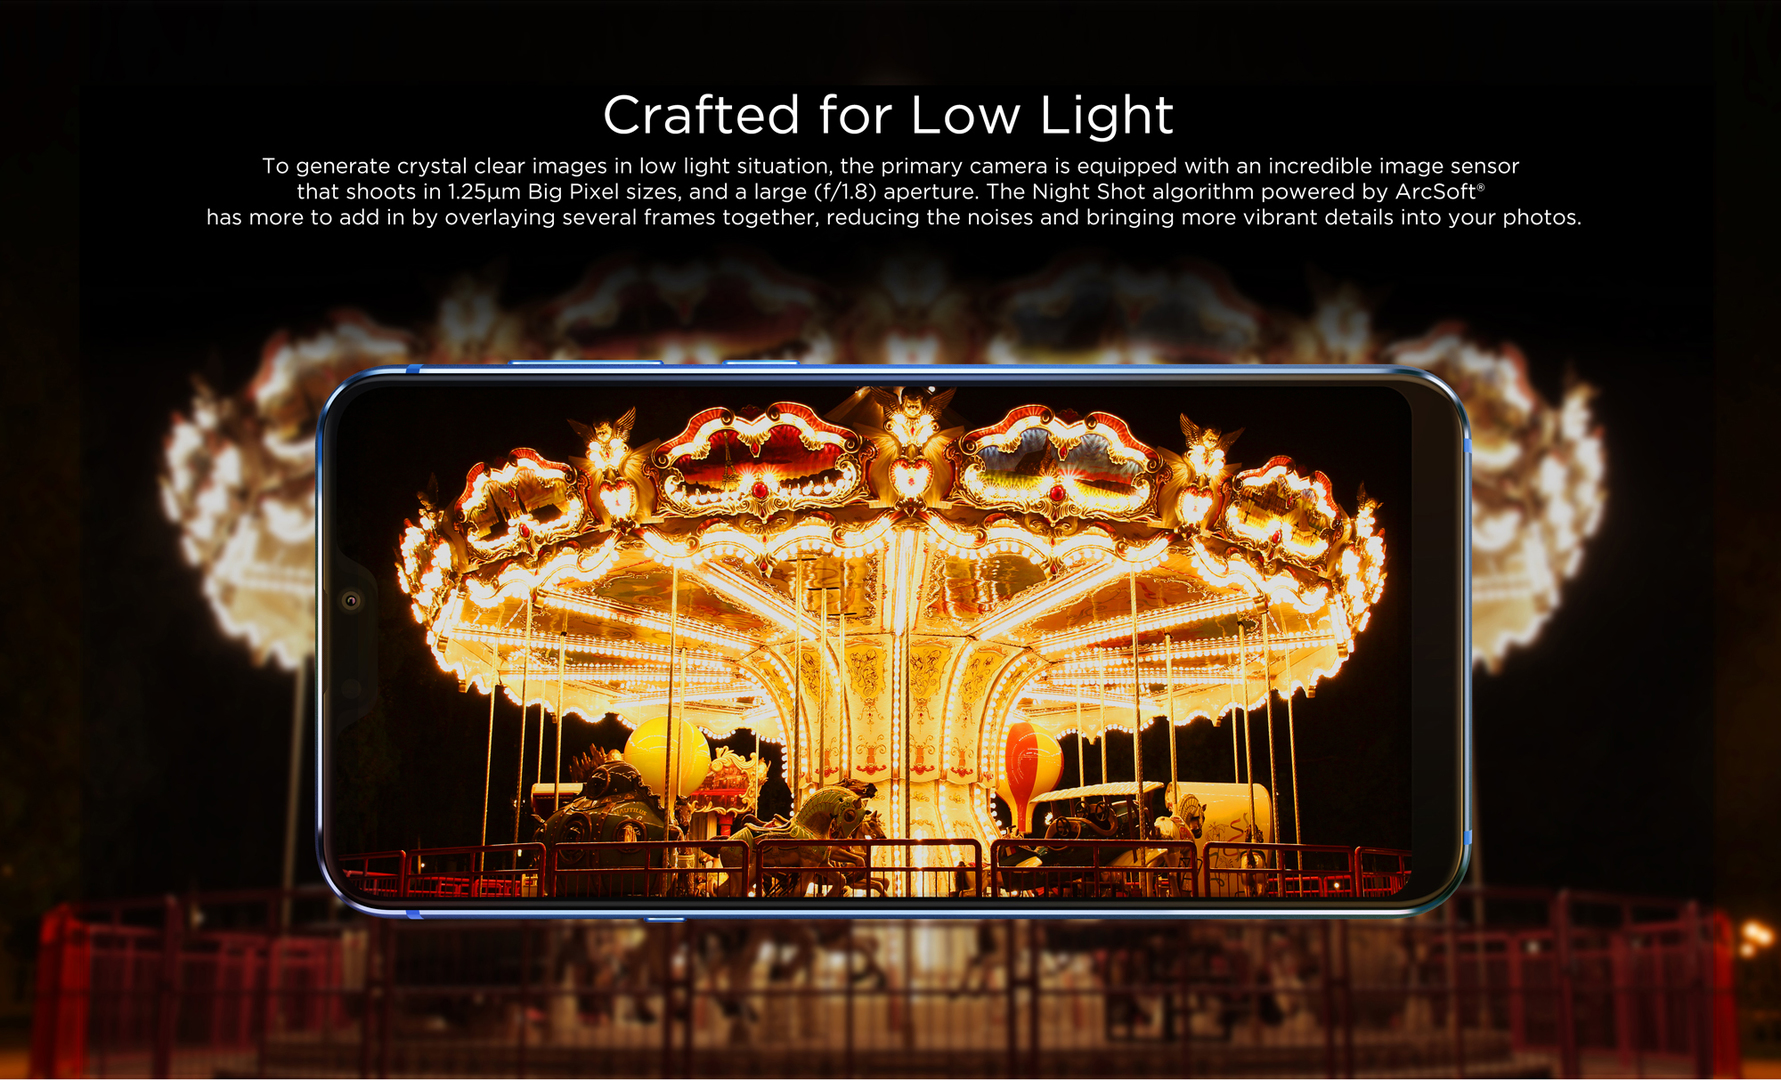 Crafted for Low Light
To generate crystal clear images in low light situation, the primary camera is equipped with an incredible image sensor
that shoots in 1.25µm Big Pixel sizes, and a large (f/1.8) aperture. The Night Shot algorithm powered by ArcSoft®
has more to add in by overlaying several frames together, reducing the noises and bringing more vibrant details into your photos.
NAUTILUS